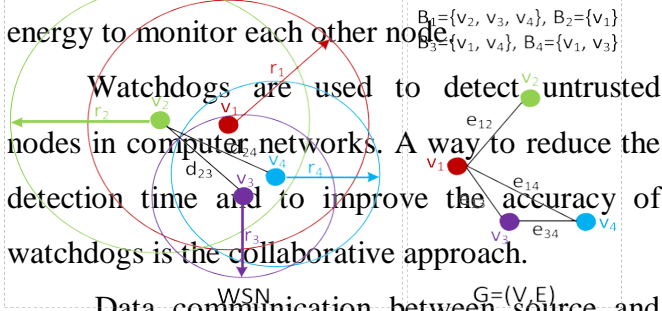 energy to monitor each other node.
Watchdogs are used to detect untrusted
nodes in computer networks. A way to reduce the
detection time and to improve the accuracy of
watchdogs is the collaborative approach.
Data communication between source and
B₁={v₂, v₃, v₄}, B₂={v₁}
B₃={v₁, v₄}, B₄={v₁, v₃}
r₁
v₂
r₂
v₁
d₂₄
d₂₃
v₄
r₄
v₃
r₃
WSN
v₂
e₁₂
v₁
e₁₄
e₁₃
v₃
e₃₄
v₄
G=(V,E)